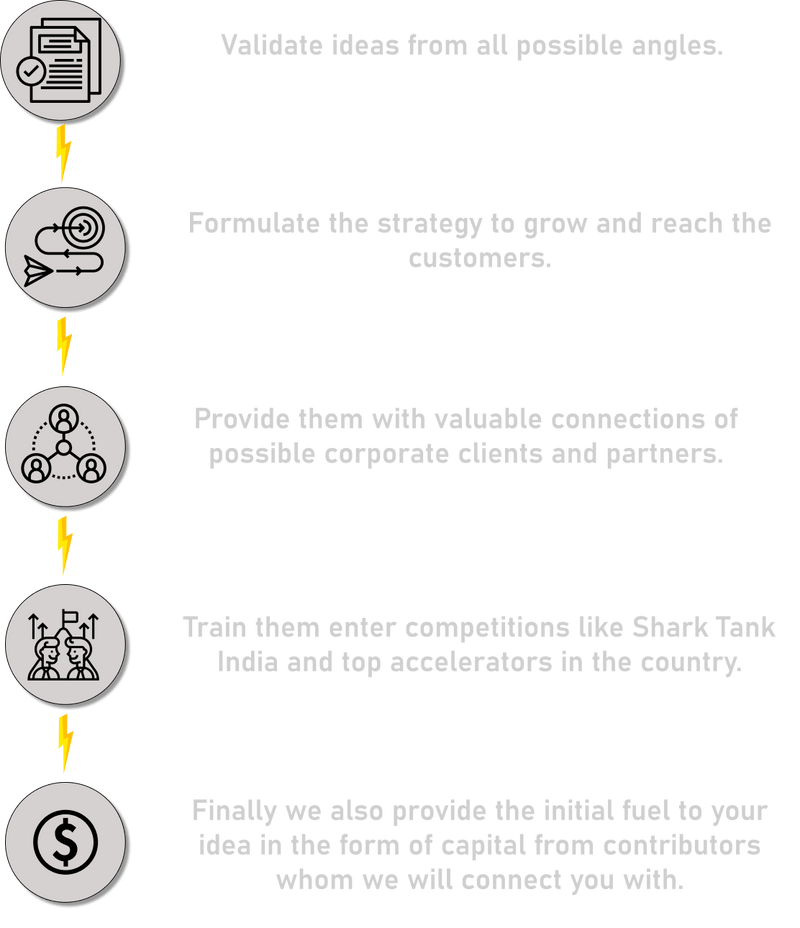 Validate ideas from all possible angles.
Formulate the strategy to grow and reach the
customers.
Provide them with valuable connections of
possible corporate clients and partners.
Train them enter competitions like Shark Tank
India and top accelerators in the country.
Finally we also provide the initial fuel to your
idea in the form of capital from contributors
whom we will connect you with.